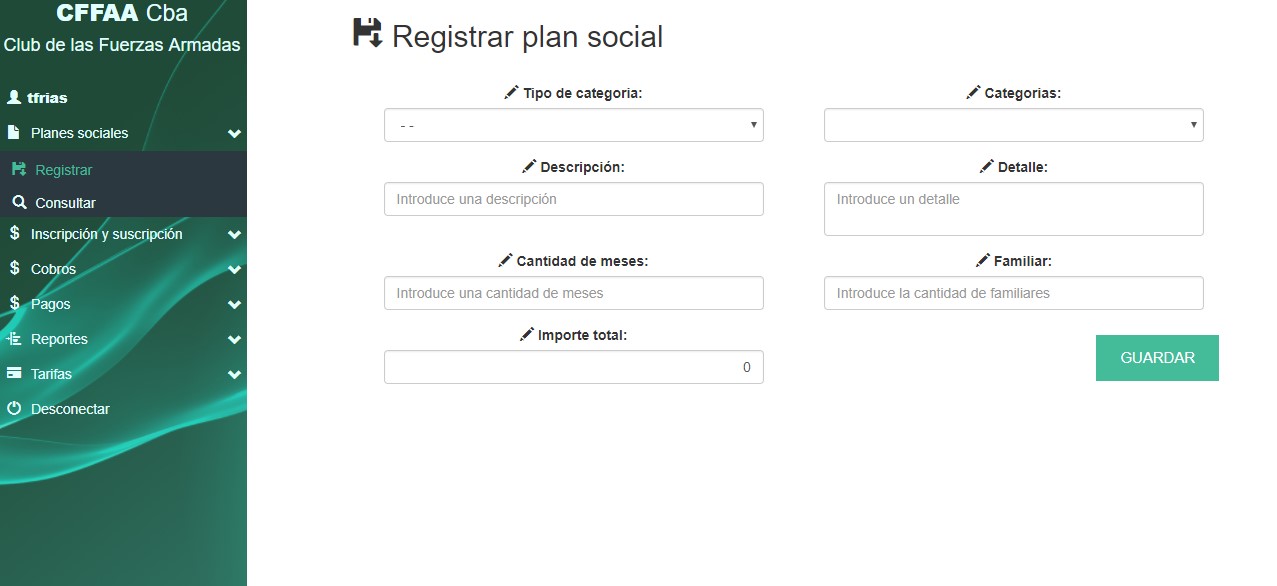 CFFAA Cba
Club de las Fuerzas Armadas
tfrias
Planes sociales
Registrar
Consultar
Inscripción y suscripción
Cobros
Pagos
Reportes
Tarifas
Desconectar
Registrar plan social
Tipo de categoria:
- -
Categorias:
Descripción:
Introduce una descripción
Detalle:
Introduce un detalle
Cantidad de meses:
Introduce una cantidad de meses
Familiar:
Introduce la cantidad de familiares
Importe total:
0
GUARDAR